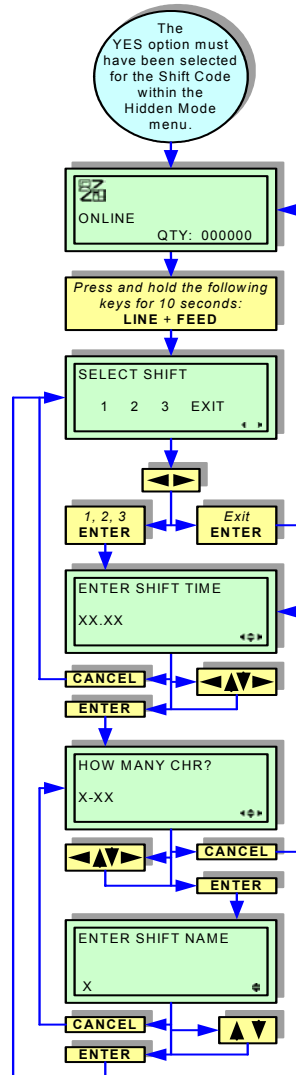 The
YES option must
have been selected
for the Shift Code
within the
Hidden Mode
menu.
ONLINE
QTY: 000000
Press and hold the following
keys for 10 seconds:
LINE + FEED
SELECT SHIFT
1 2 3 EXIT
1, 2, 3
ENTER
Exit
ENTER
ENTER SHIFT TIME
XX.XX
CANCEL
ENTER
HOW MANY CHR?
X-XX
CANCEL
ENTER
ENTER SHIFT NAME
X
CANCEL
ENTER